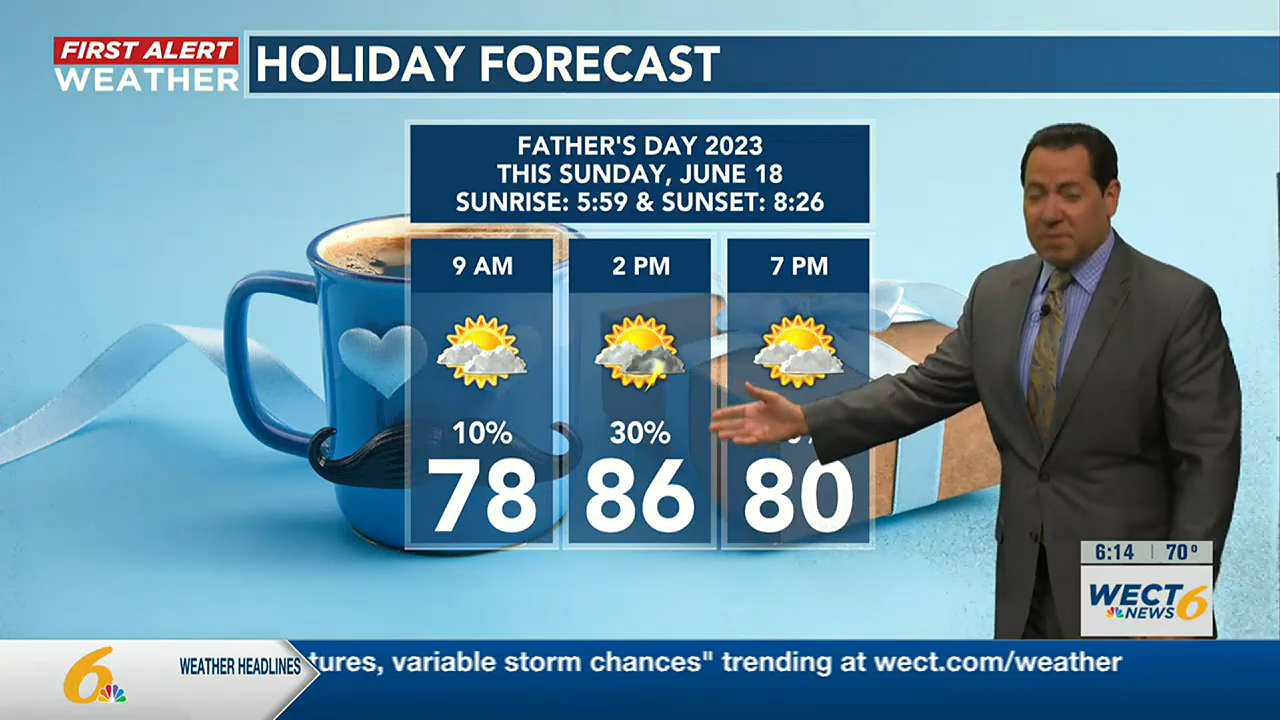 FIRST ALERT
WEATHER
HOLIDAY FORECAST
FATHER'S DAY 2023
THIS SUNDAY, JUNE 18
SUNRISE: 5:59 & SUNSET: 8:26
9 AM
2 PM
7 PM
10%
30%
78
86
80
6:14 | 70°
WECT 6
NEWS
6
WEATHER HEADLINES
tures, variable storm chances" trending at wect.com/weather